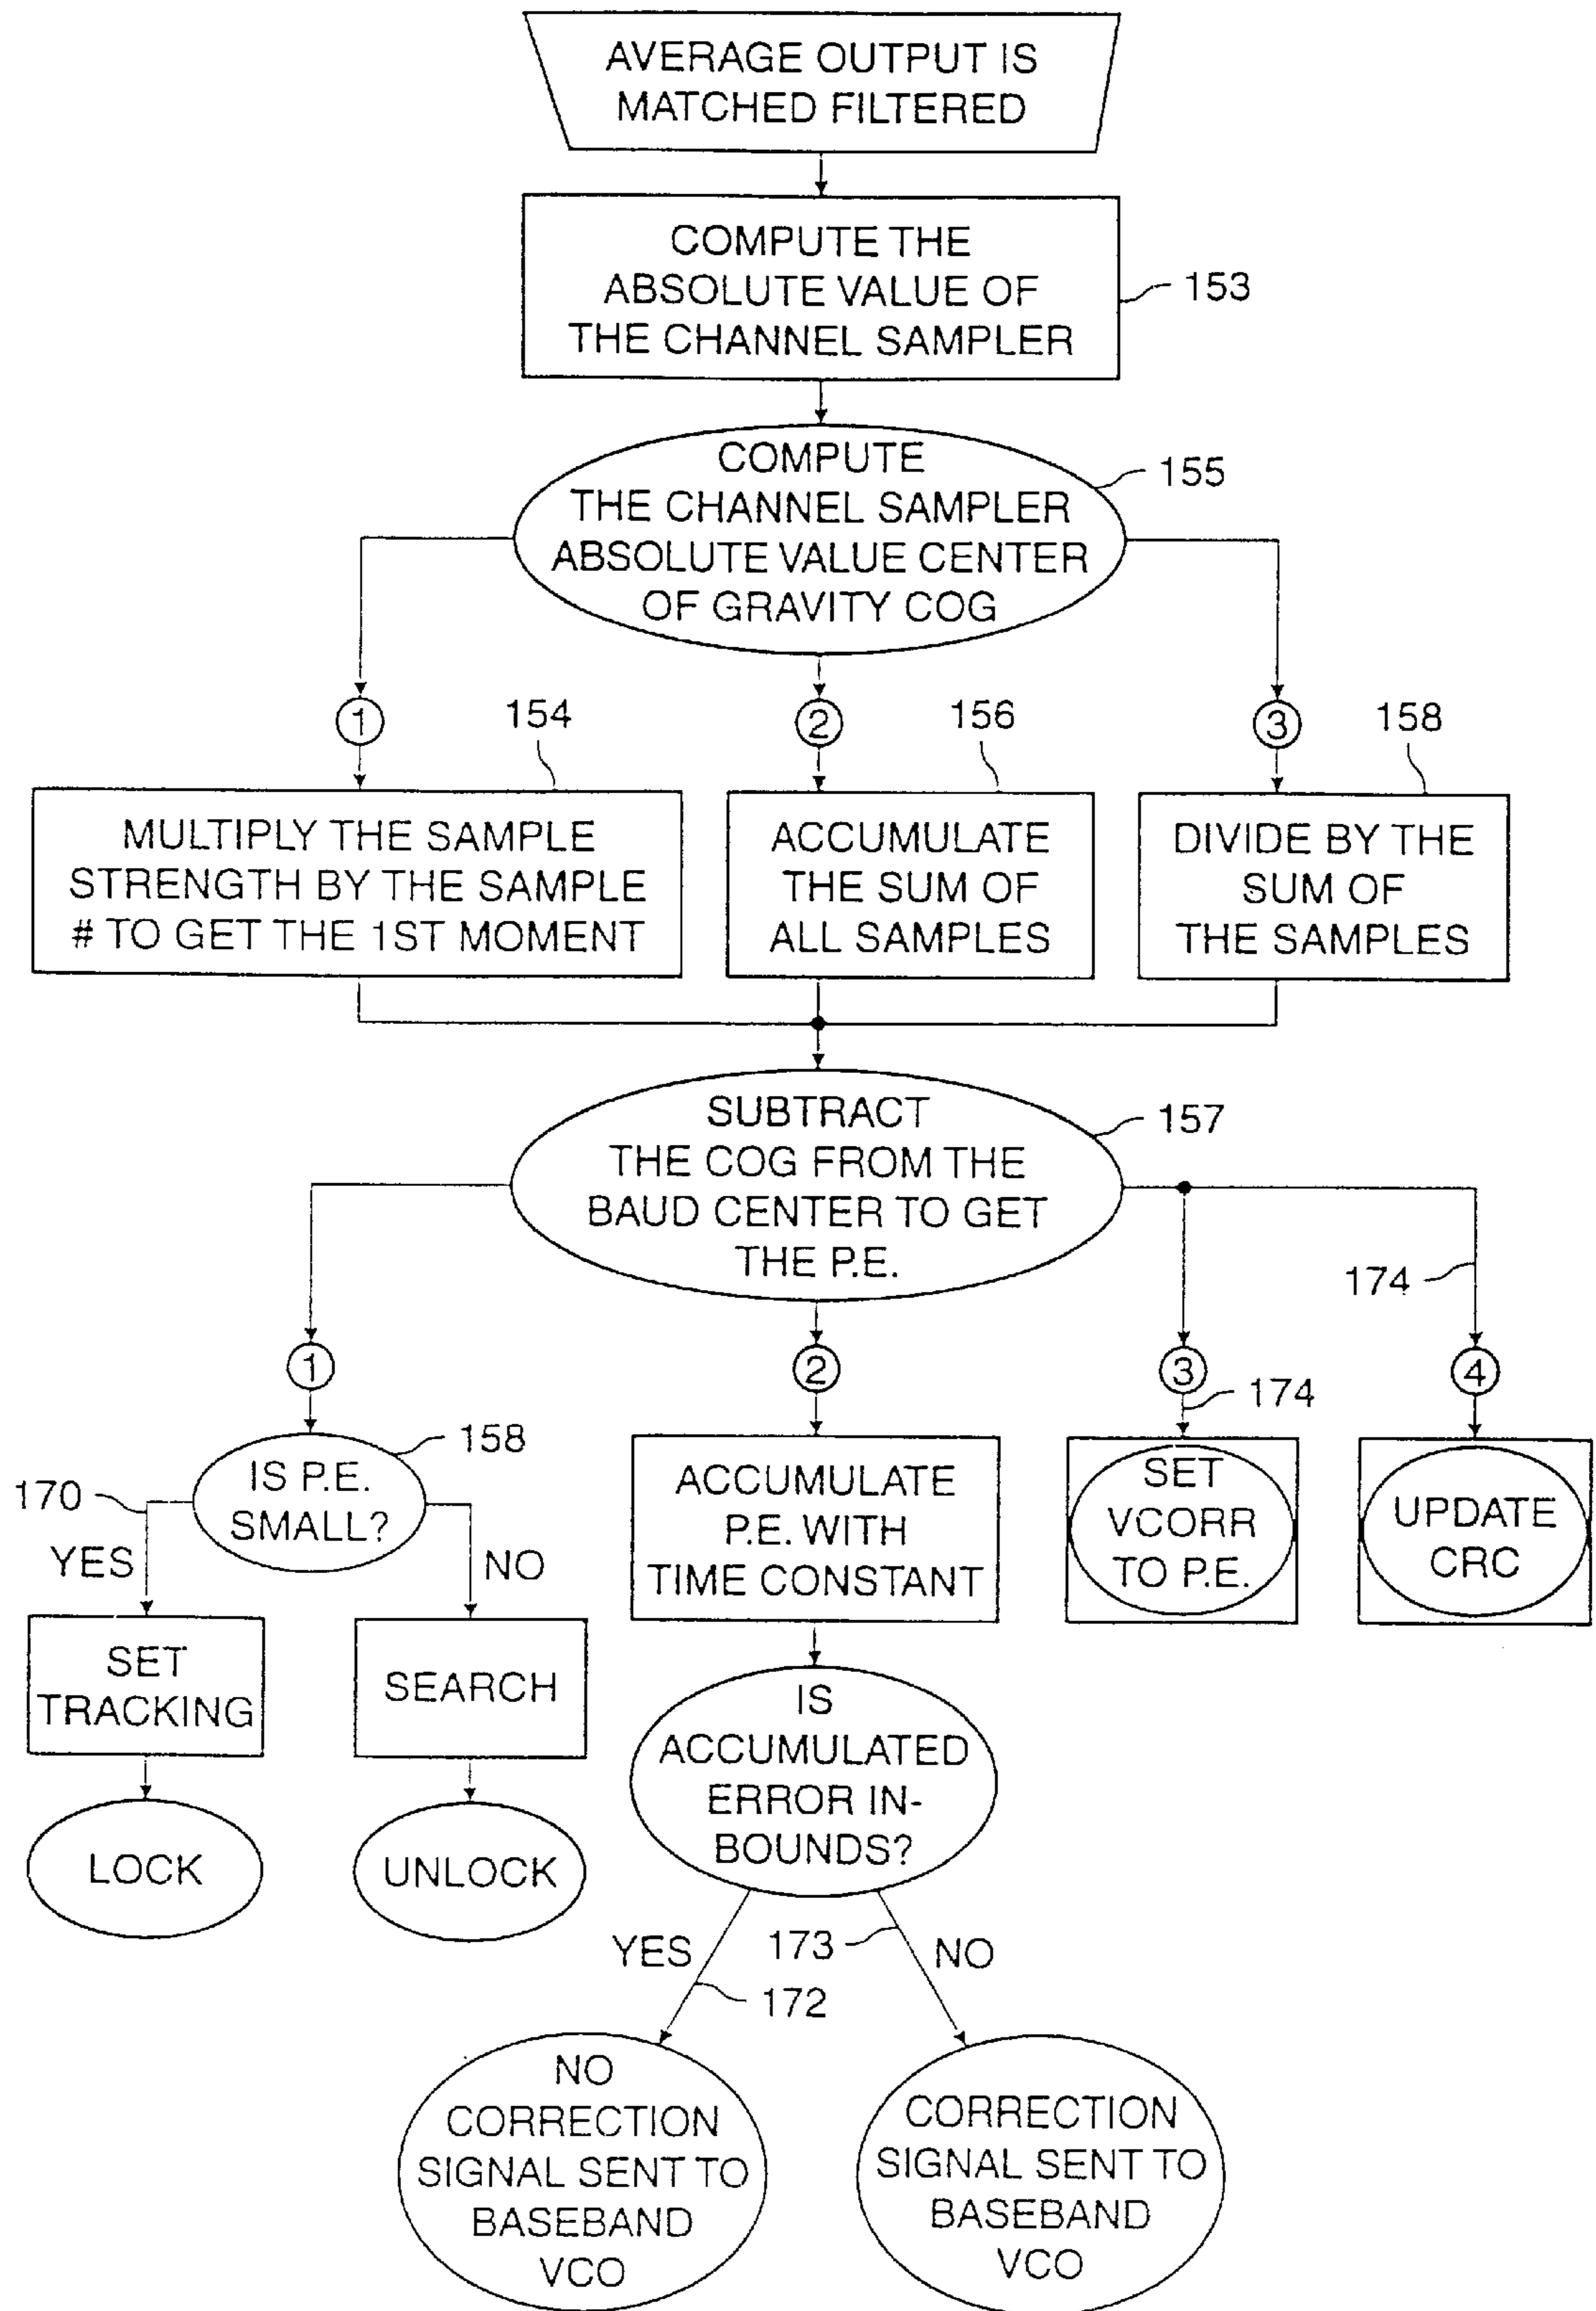 AVERAGE OUTPUT IS
MATCHED FILTERED
COMPUTE THE
ABSOLUTE VALUE OF
THE CHANNEL SAMPLER
153
COMPUTE
THE CHANNEL SAMPLER
ABSOLUTE VALUE CENTER
OF GRAVITY COG
155
1
154
2
156
3
158
MULTIPLY THE SAMPLE
STRENGTH BY THE SAMPLE
# TO GET THE 1ST MOMENT
ACCUMULATE
THE SUM OF
ALL SAMPLES
DIVIDE BY THE
SUM OF
THE SAMPLES
SUBTRACT
THE COG FROM THE
BAUD CENTER TO GET
THE P.E.
157
174
1
2
3
4
174
158
IS P.E.
SMALL?
170
YES
NO
ACCUMULATE
P.E. WITH
TIME CONSTANT
SET
VCORR
TO P.E.
UPDATE
CRC
SET
TRACKING
SEARCH
IS
ACCUMULATED
ERROR IN-
BOUNDS?
LOCK
UNLOCK
YES
173
NO
172
NO
CORRECTION
SIGNAL SENT TO
BASEBAND
VCO
CORRECTION
SIGNAL SENT TO
BASEBAND
VCO